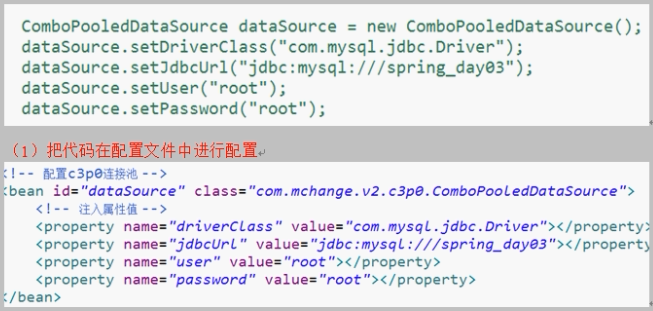 ComboPooledDataSource dataSource = new ComboPooledDataSource();
dataSource.setDriverClass("com.mysql.jdbc.Driver");
dataSource.setJdbcUrl("jdbc:mysql:///spring_day03");
dataSource.setUser("root");
dataSource.setPassword("root");
（1）把代码在配置文件中进行配置
<!-- 配置c3p0连接池 -->
<bean id="dataSource" class="com.mchange.v2.c3p0.ComboPooledDataSource">
<!-- 注入属性值 -->
<property name="driverClass" value="com.mysql.jdbc.Driver"></property>
<property name="jdbcUrl" value="jdbc:mysql:///spring_day03"></property
<property name="user" value="root"></property>
<property name="password" value="root"></property>
</bean>